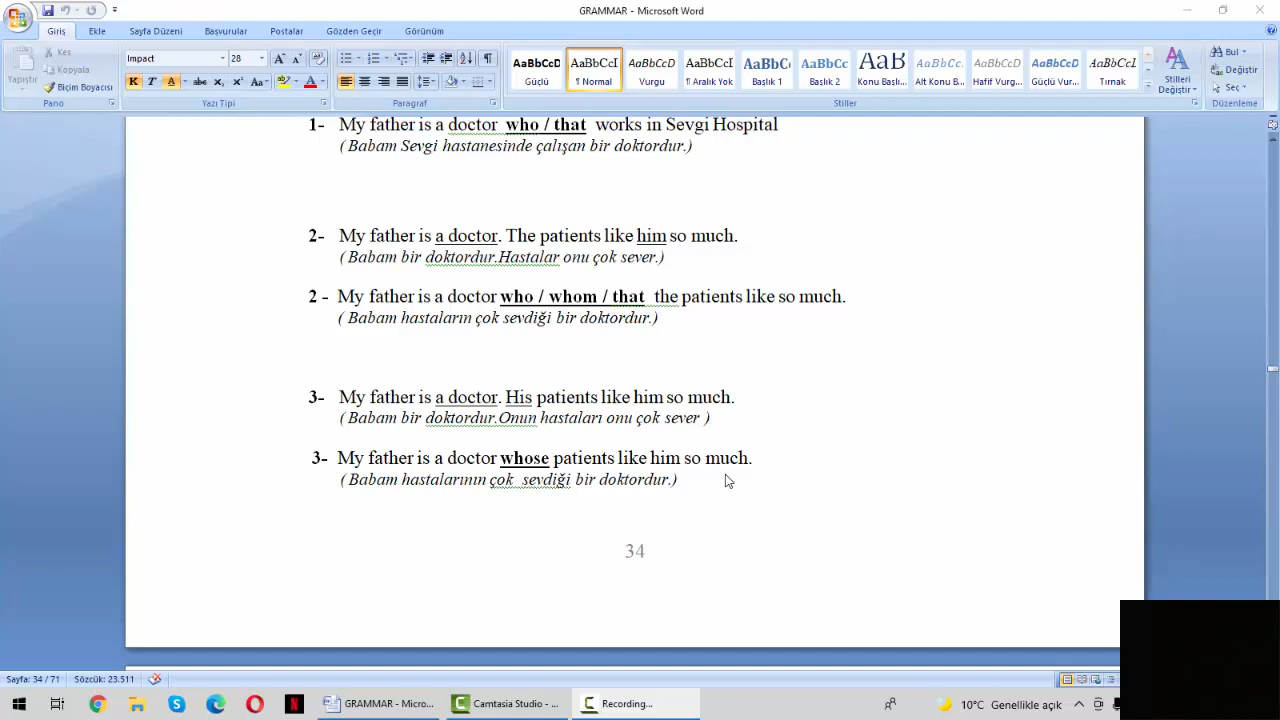 GRAMMAR - Microsoft Word
Giriş Ekle Sayfa Düzeni Başvurular Postalar Gözden Geçir Görünüm
Yapıştır
Kes
Kopyala
Biçim Boyacısı
Pano
Impact 28
K T A abc x₂ x² Aa
Yazı Tipi
Paragraf
AaBbCcD AaBbCcI AaBbCcD AaBbCcI AaBbC AaBbCc AaB AaBbCc. AaBbCcD AaBbCcD AaBbCcI
Güçlü ¶ Normal Vurgu ¶ Aralık Yok Başlık 1 Başlık 2 Konu Başlı... Alt Konu B... Hafif Vurg... Güçlü Vur... Tırnak
Stiller
Stilleri Değiştir
Bul
Değiştir
Seç
Düzenleme
1- My father is a doctor who / that works in Sevgi Hospital
( Babam Sevgi hastanesinde çalışan bir doktordur.)
2- My father is a doctor. The patients like him so much.
(Babam bir doktordur.Hastalar onu çok sever.)
2 - My father is a doctor who / whom / that the patients like so much.
( Babam hastaların çok sevdiği bir doktordur.)
3- My father is a doctor. His patients like him so much.
( Babam bir doktordur.Onun hastaları onu çok sever )
3- My father is a doctor whose patients like him so much.
( Babam hastalarının çok sevdiği bir doktordur.)
34
Sayfa: 34 / 71 Sözcük: 23.511
GRAMMAR - Micro... Camtasia Studio - ... Recording... 10°C Genellikle açık